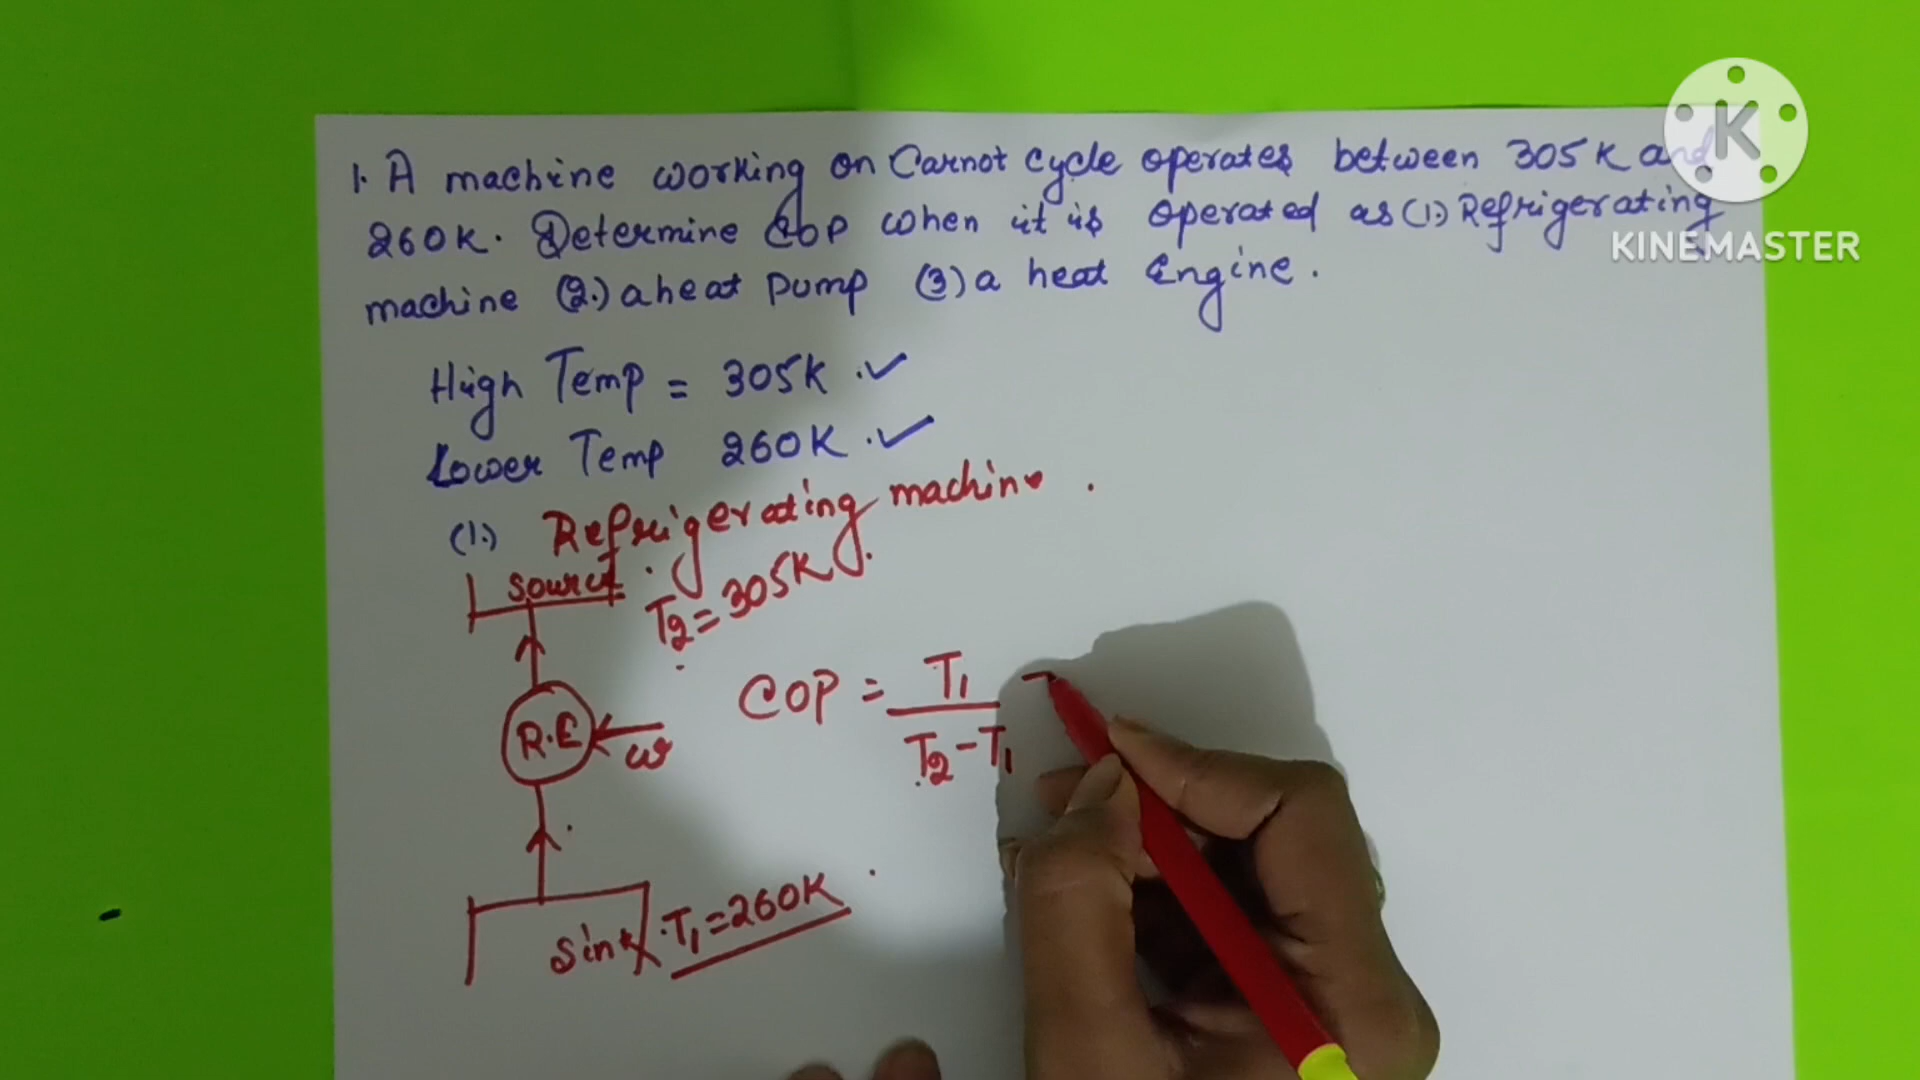 1. A machine working on Carnot cycle operates between 305K and
260K. Determine COP when it is operated as (1.) Refrigerating
machine (2.) a heat pump (3) a heat Engine.
High Temp = 305K.
Lower Temp 260K.
(1.) Refrigerating machine.
source. T2=305K.
COP = T1
T2-T1
R.E
w
sink T1=260K
K
KINEMASTER